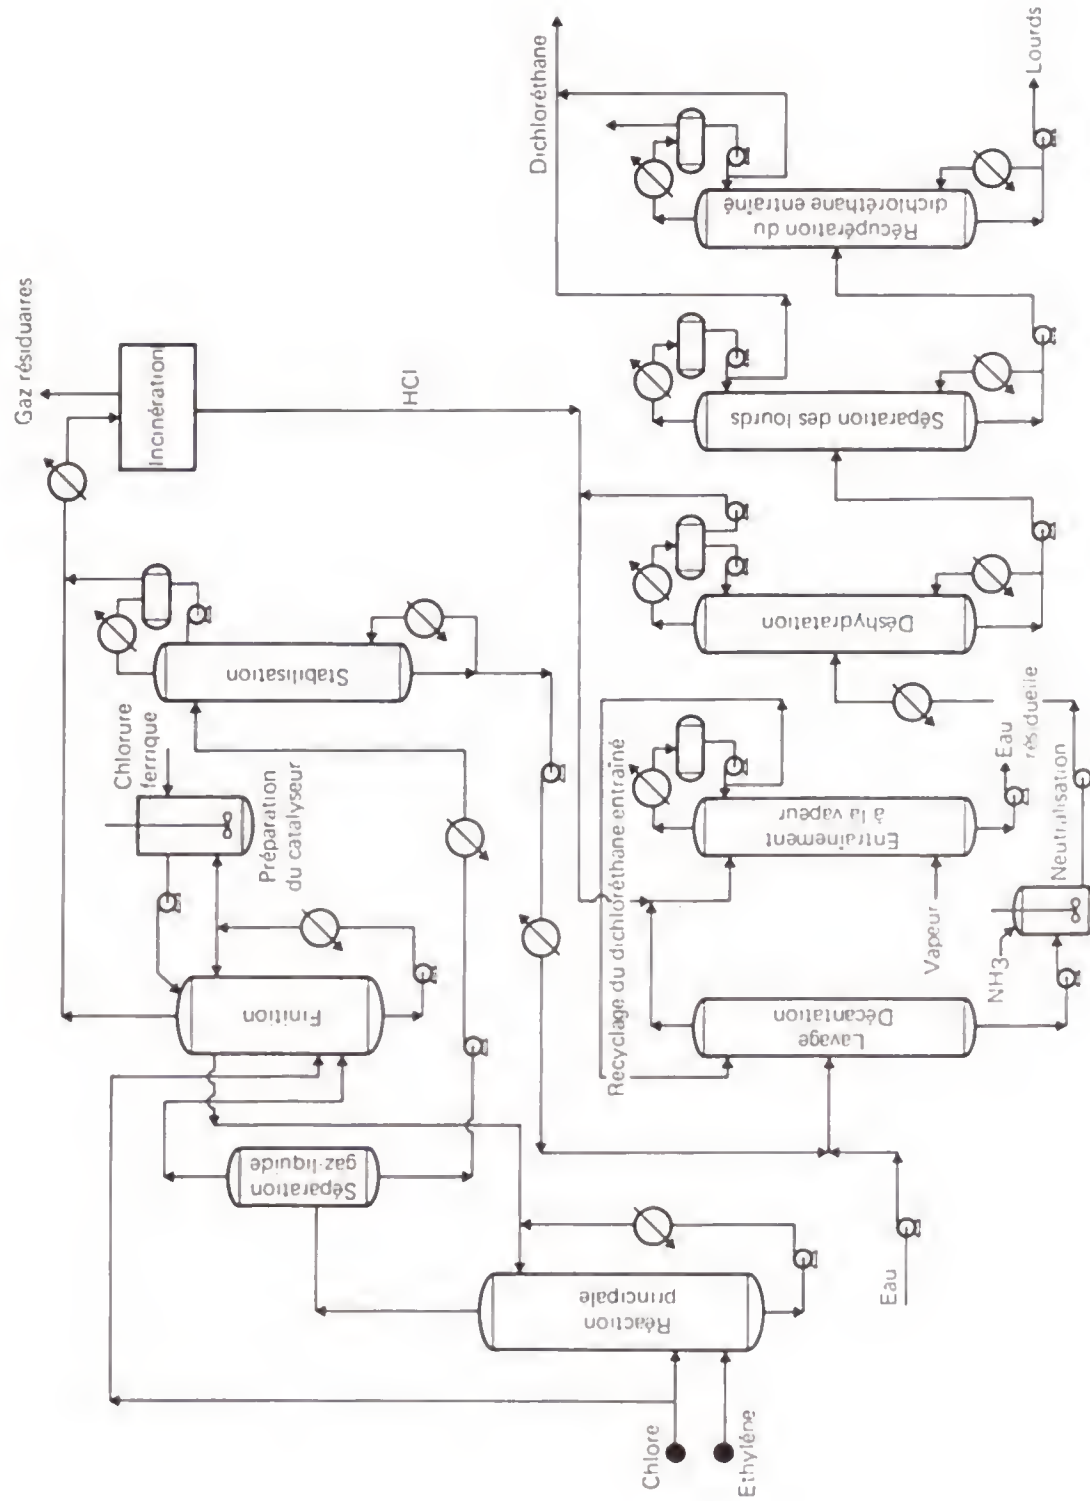 Gaz résiduaires
Incinération
HCl
Dichloréthane
Lourds
Récupération du
dichloréthane entraîné
Séparation des lourds
Déshydratation
Stabilisation
Chlorure
ferrique
Préparation
du catalyseur
Finition
Séparation
gaz-liquide
Réaction
principale
Chlore
Ethylène
Eau
Recyclage du dichloréthane entraîné
Lavage
Décantation
Entraînement
à la vapeur
Vapeur
NH3
Neutralisation
Eau
résiduelle